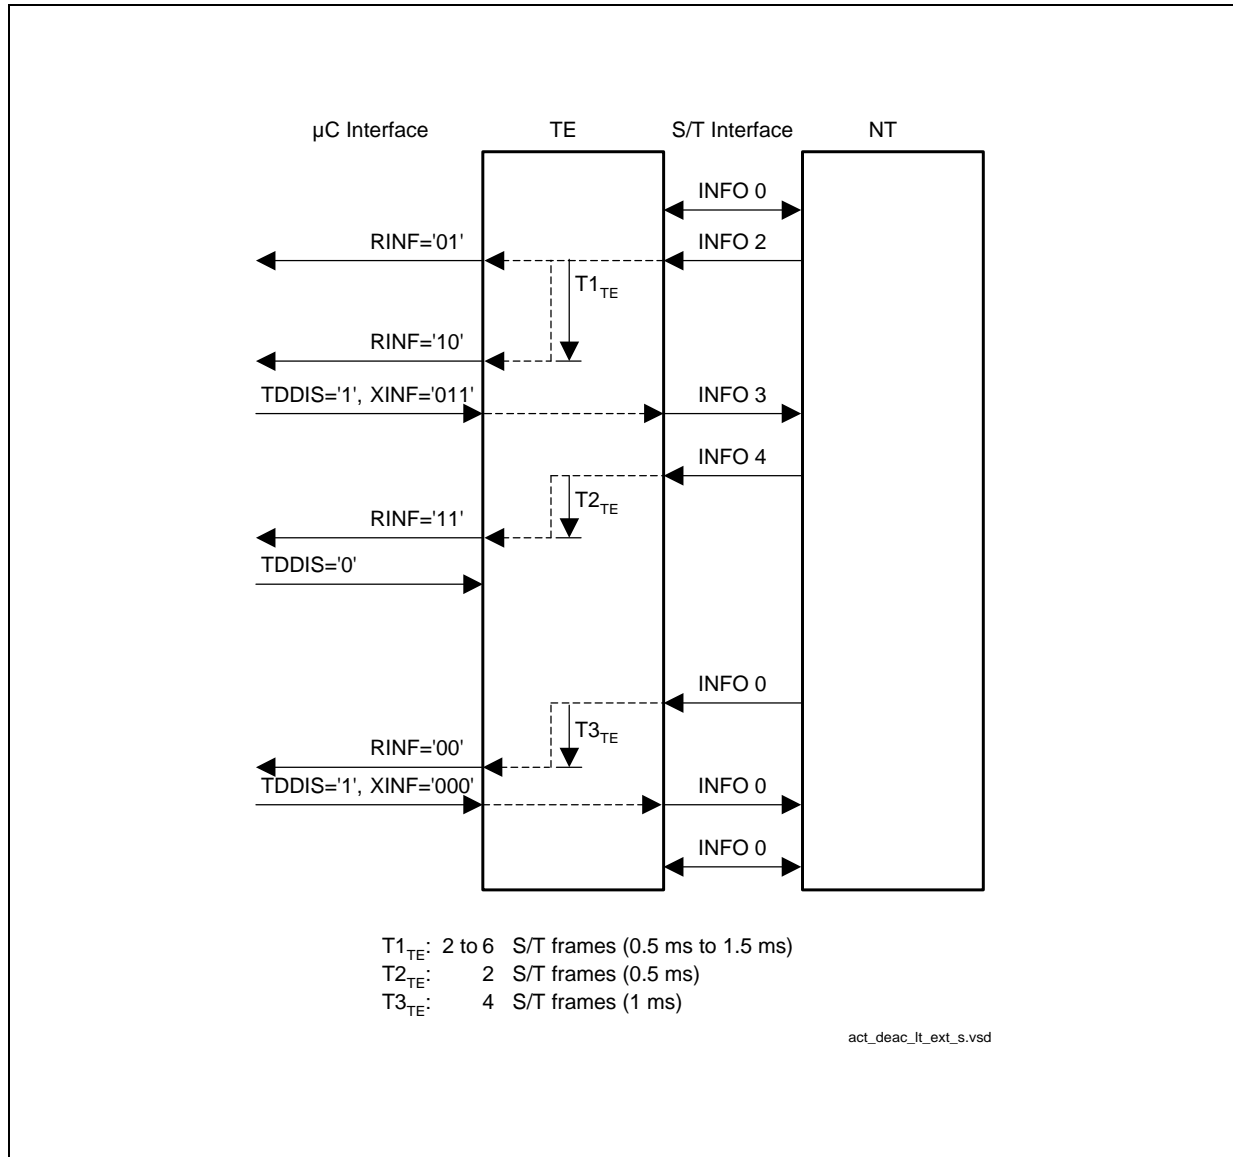 µC Interface TE S/T Interface NT
INFO 0
RINF='01' INFO 2
T1TE
RINF='10'
TDDIS='1', XINF='011' INFO 3
INFO 4
T2TE
RINF='11'
TDDIS='0'
INFO 0
T3TE
RINF='00'
TDDIS='1', XINF='000' INFO 0
INFO 0
T1TE: 2 to 6 S/T frames (0.5 ms to 1.5 ms)
T2TE: 2 S/T frames (0.5 ms)
T3TE: 4 S/T frames (1 ms)
act_deac_lt_ext_s.vsd